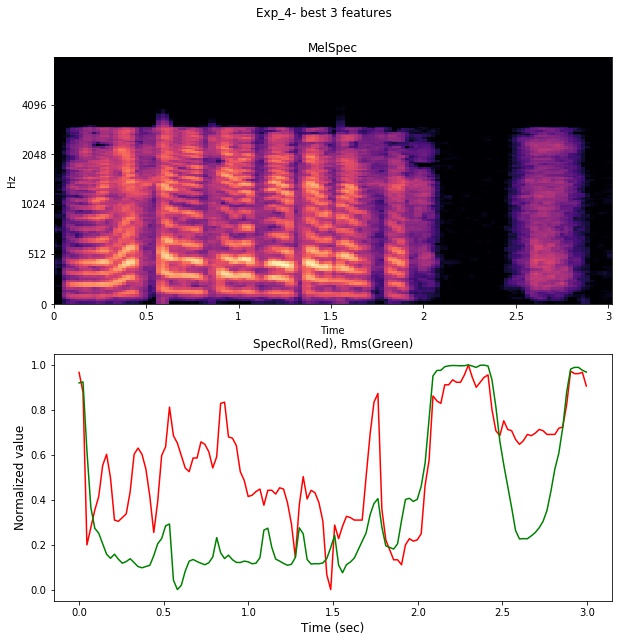 Exp_4- best 3 features
MelSpec
4096
2048
1024
512
0
Hz
0 0.5 1 1.5 2 2.5 3
Time
SpecRol(Red), Rms(Green)
1.0
0.8
0.6
0.4
0.2
0.0
Normalized value
0.0 0.5 1.0 1.5 2.0 2.5 3.0
Time (sec)